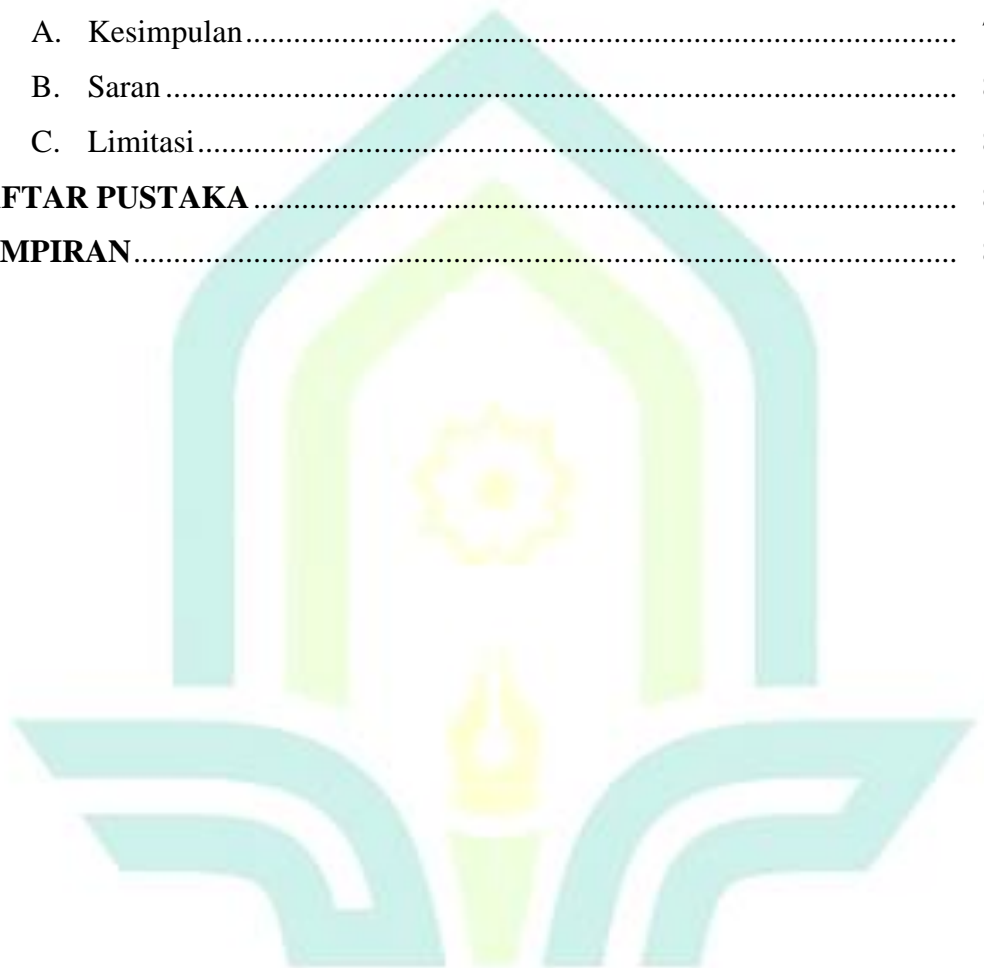 A. Kesimpulan................................................................................
B. Saran................................................................................
C. Limitasi................................................................................
FTAR PUSTAKA................................................................................
MPIRAN................................................................................